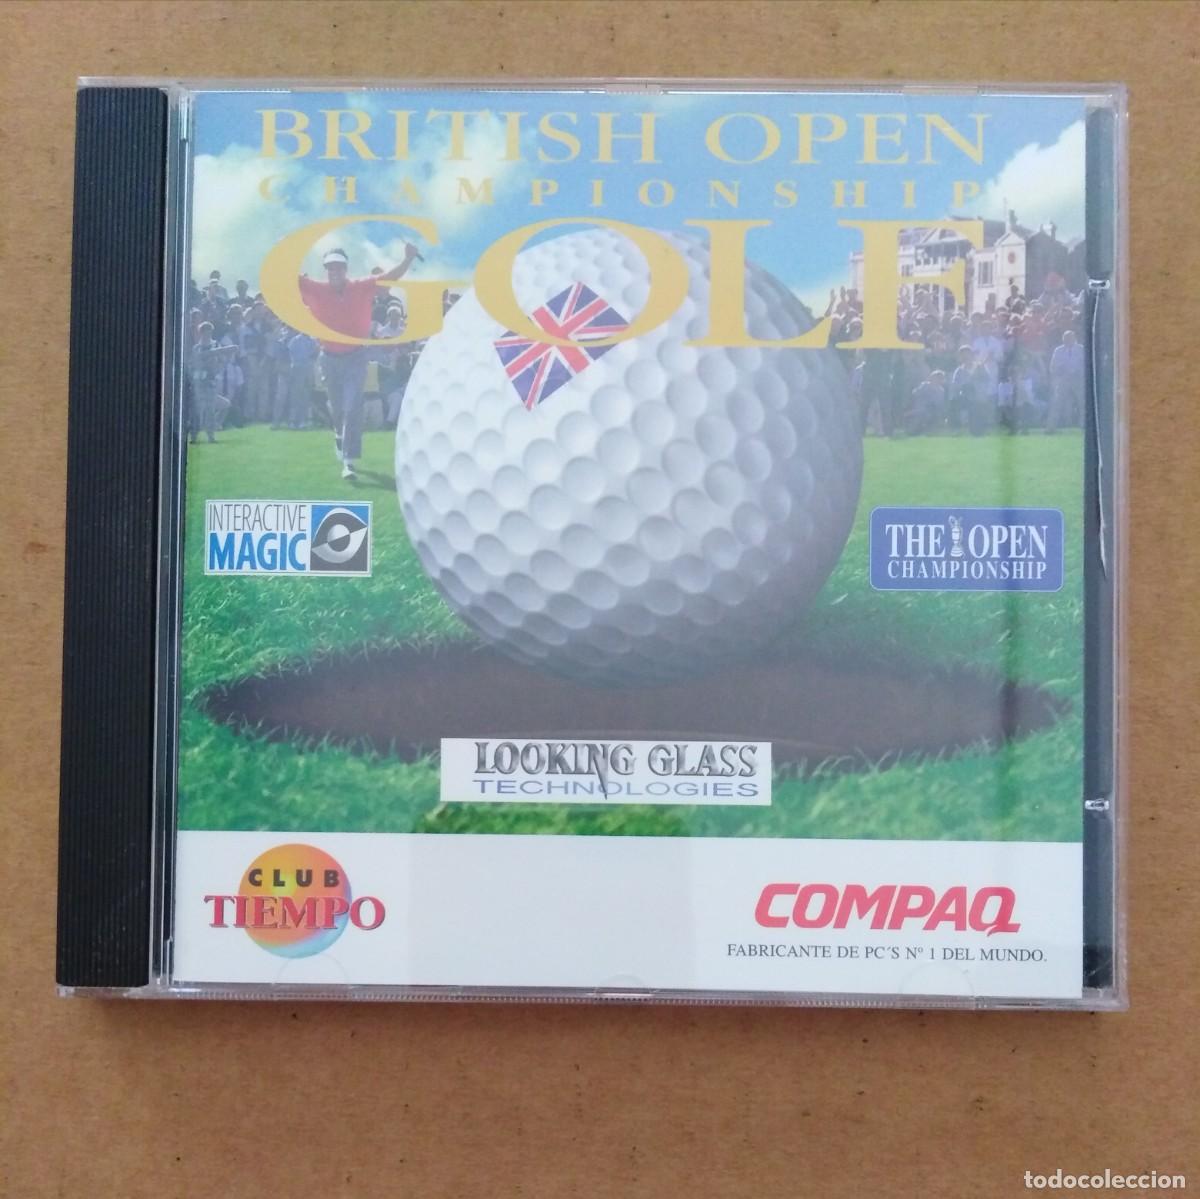 BRITISH OPEN
CHAMPIONSHIP
GOLF
INTERACTIVE
MAGIC
THE OPEN
CHAMPIONSHIP
LOOKING GLASS
TECHNOLOGIES
CLUB
TIEMPO
COMPAQ
FABRICANTE DE PC´S Nº 1 DEL MUNDO.
todocoleccion